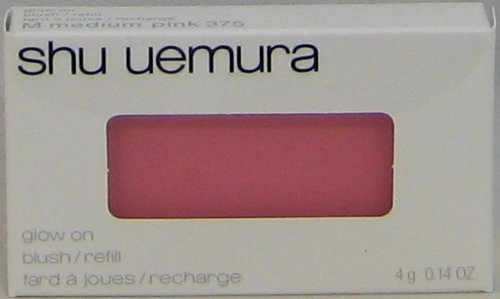 glow on
blush/refill
fard à joues/recharge
M medium pink 375
shu uemura
glow on
blush/refill
fard à joues/recharge
4 g 0.14 OZ.